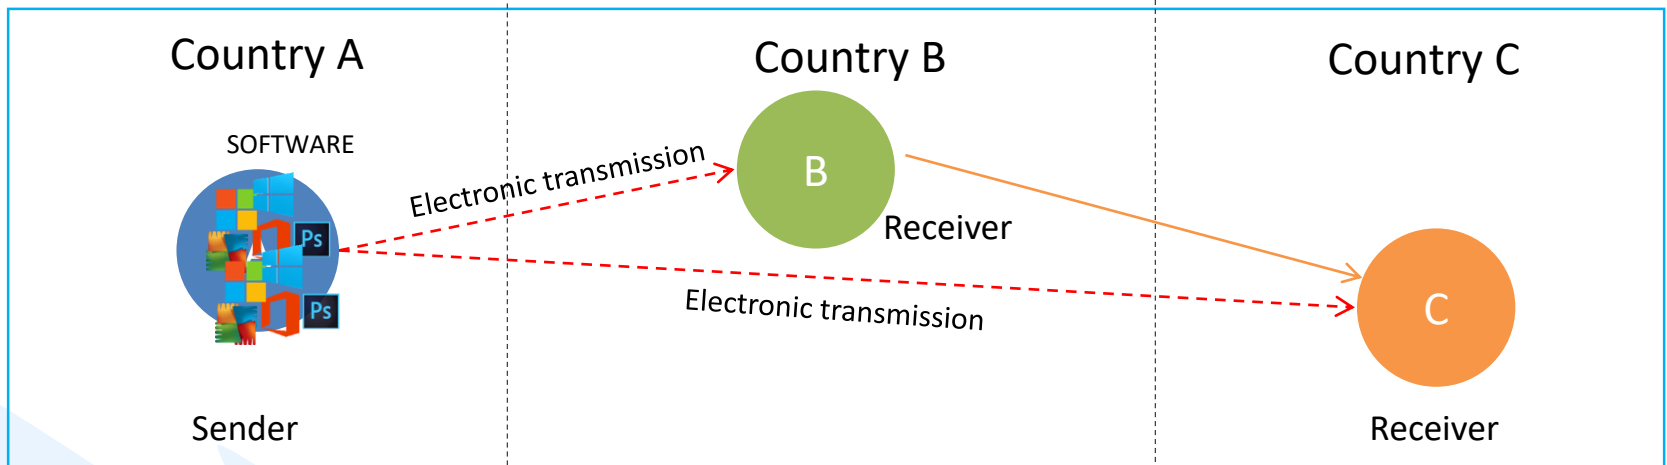 Country A
Country B
Country C
SOFTWARE
Electronic transmission
B
Receiver
Ps
Ps
Electronic transmission
C
Sender
Receiver